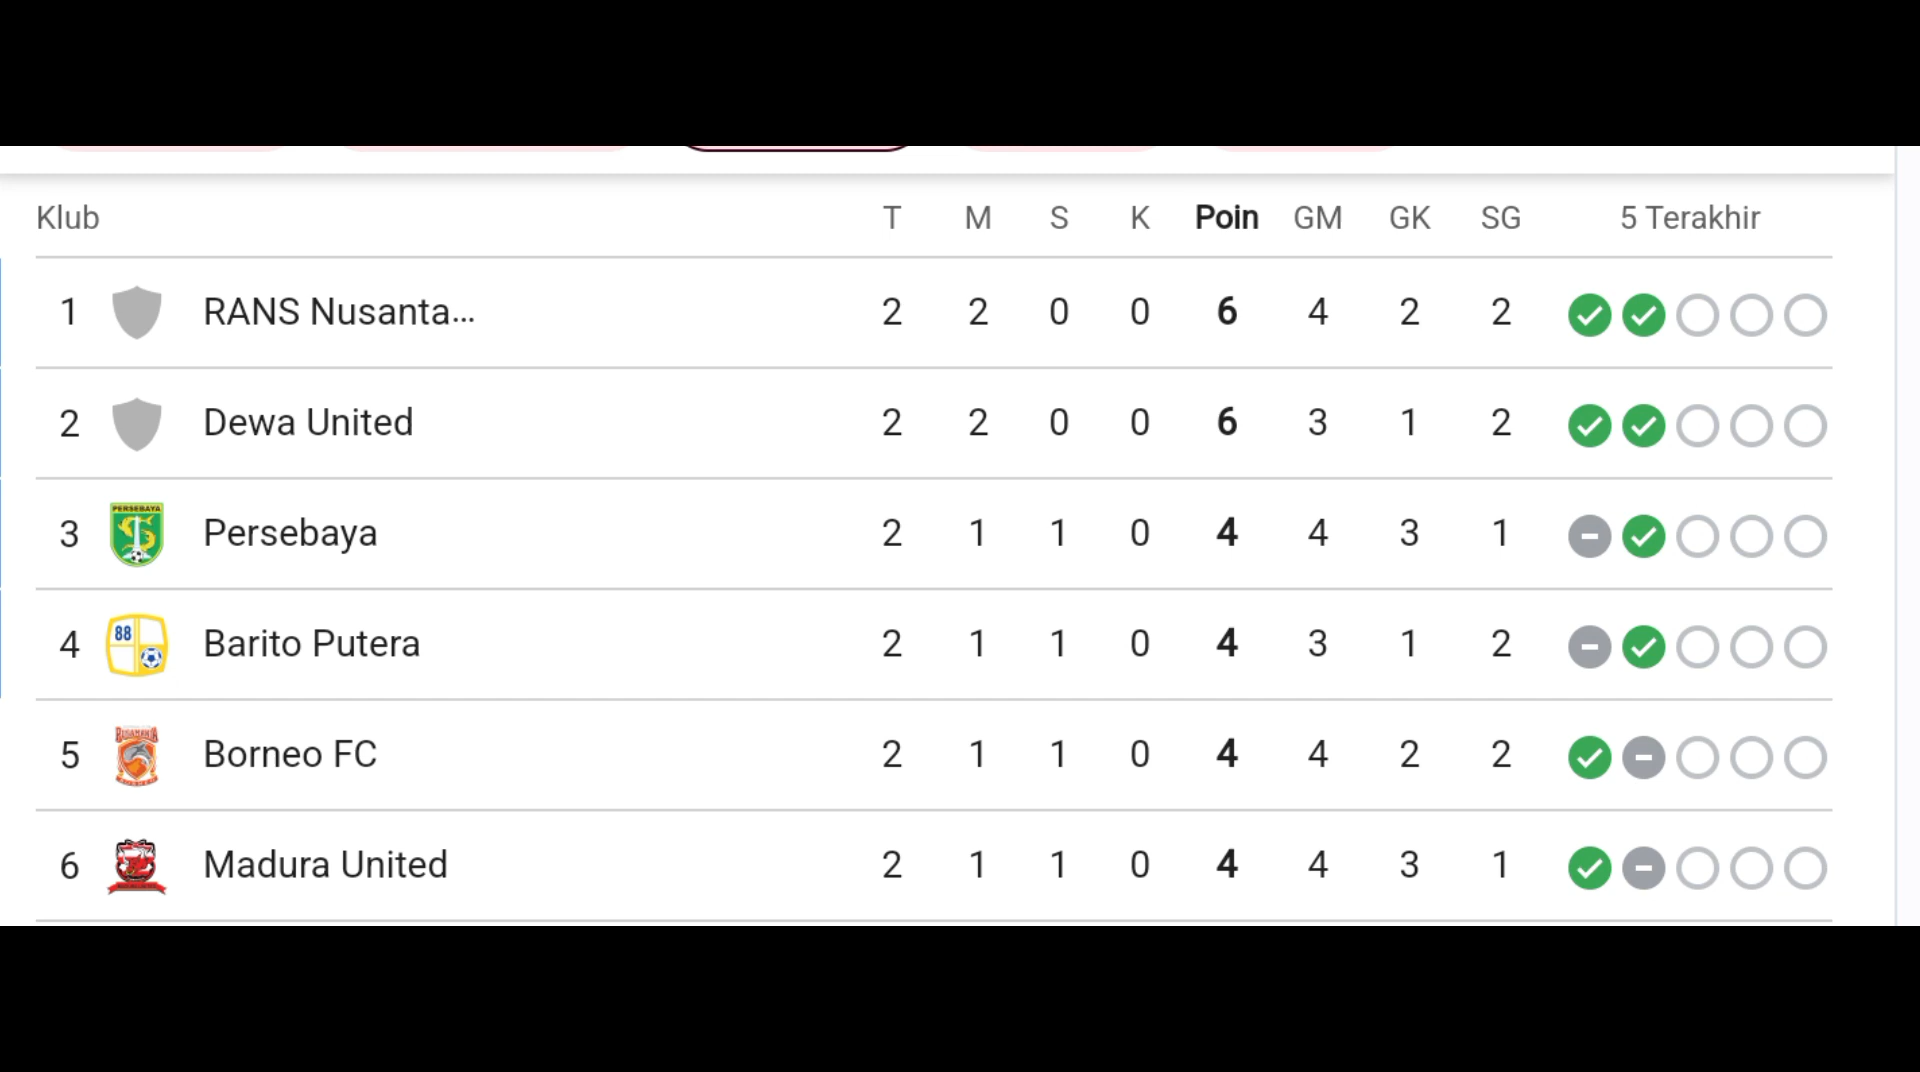 Klub T M S K Poin GM GK SG 5 Terakhir
1 RANS Nusanta... 2 2 0 0 6 4 2 2
2 Dewa United 2 2 0 0 6 3 1 2
3 PERSEBAYA Persebaya 2 1 1 0 4 4 3 1
4 88 Barito Putera 2 1 1 0 4 3 1 2
5 Borneo FC 2 1 1 0 4 4 2 2
6 Madura United 2 1 1 0 4 4 3 1